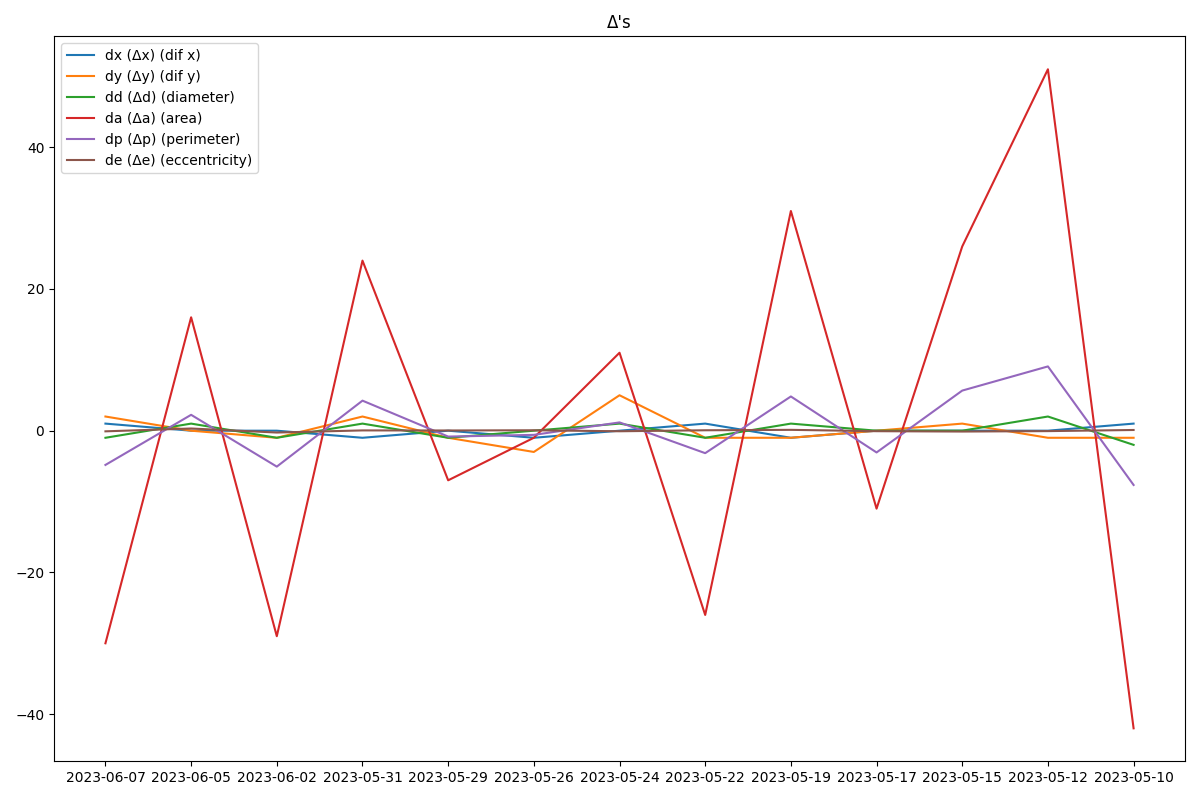 Δ's
dx (Δx) (dif x)
dy (Δy) (dif y)
dd (Δd) (diameter)
da (Δa) (area)
dp (Δp) (perimeter)
de (Δe) (eccentricity)
40
20
0
−20
−40
2023-06-07 2023-06-05 2023-06-02 2023-05-31 2023-05-29 2023-05-26 2023-05-24 2023-05-22 2023-05-19 2023-05-17 2023-05-15 2023-05-12 2023-05-10